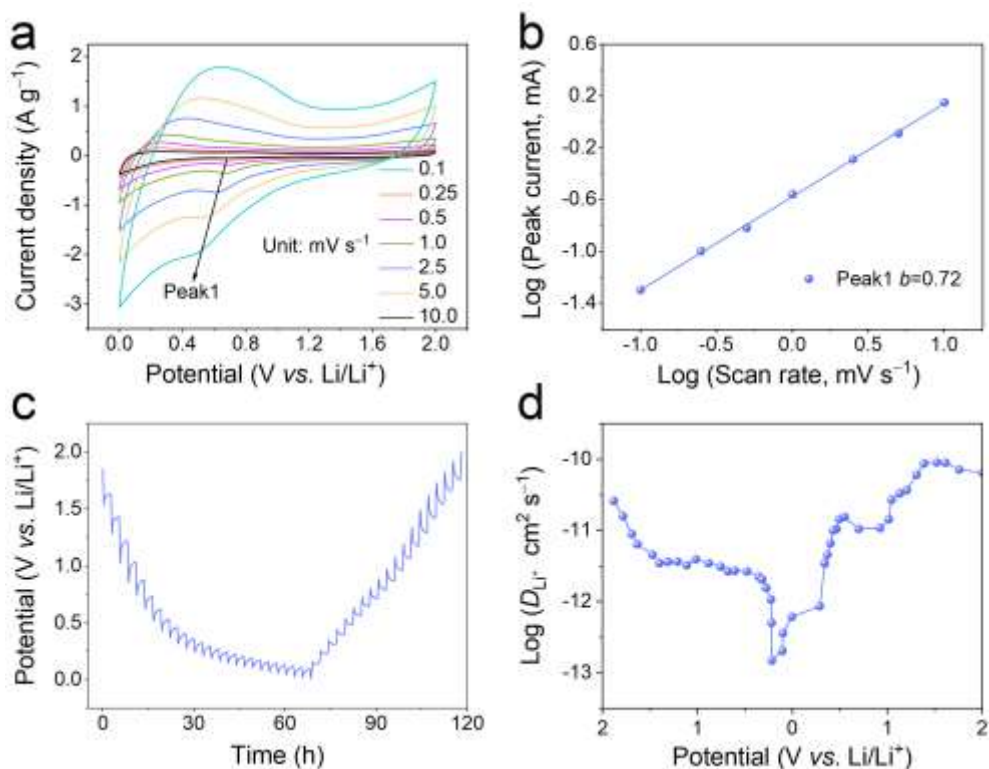 a
Current density (A g⁻¹)
2
1
0
-1
-2
-3
0.0 0.4 0.8 1.2 1.6 2.0
Potential (V vs. Li/Li⁺)
0.1
0.25
0.5
1.0
2.5
5.0
10.0
Unit: mV s⁻¹
Peak1
b
Log (Peak current, mA)
0.6
0.2
-0.2
-0.6
-1.0
-1.4
-1.0 -0.5 0.0 0.5 1.0
Log (Scan rate, mV s⁻¹)
Peak1 b=0.72
c
Potential (V vs. Li/Li⁺)
2.0
1.5
1.0
0.5
0.0
0 30 60 90 120
Time (h)
d
Log (D Li⁺ cm² s⁻¹)
-10
-11
-12
-13
2 1 0 1 2
Potential (V vs. Li/Li⁺)